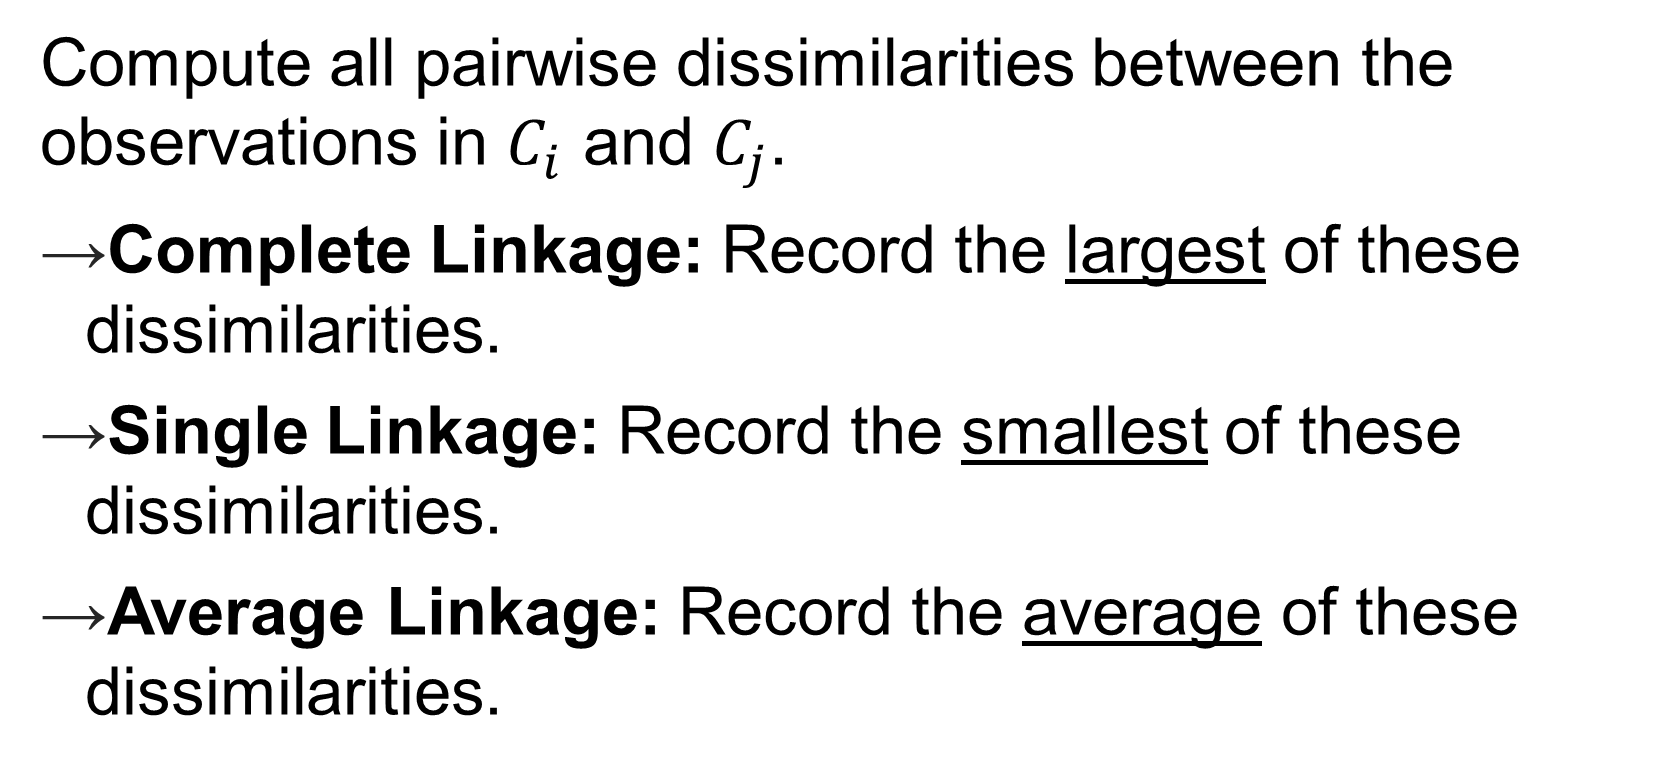 Compute all pairwise dissimilarities between the
observations in 𝐶𝑖 and 𝐶𝑗.
→Complete Linkage: Record the largest of these
dissimilarities.
→Single Linkage: Record the smallest of these
dissimilarities.
→Average Linkage: Record the average of these
dissimilarities.